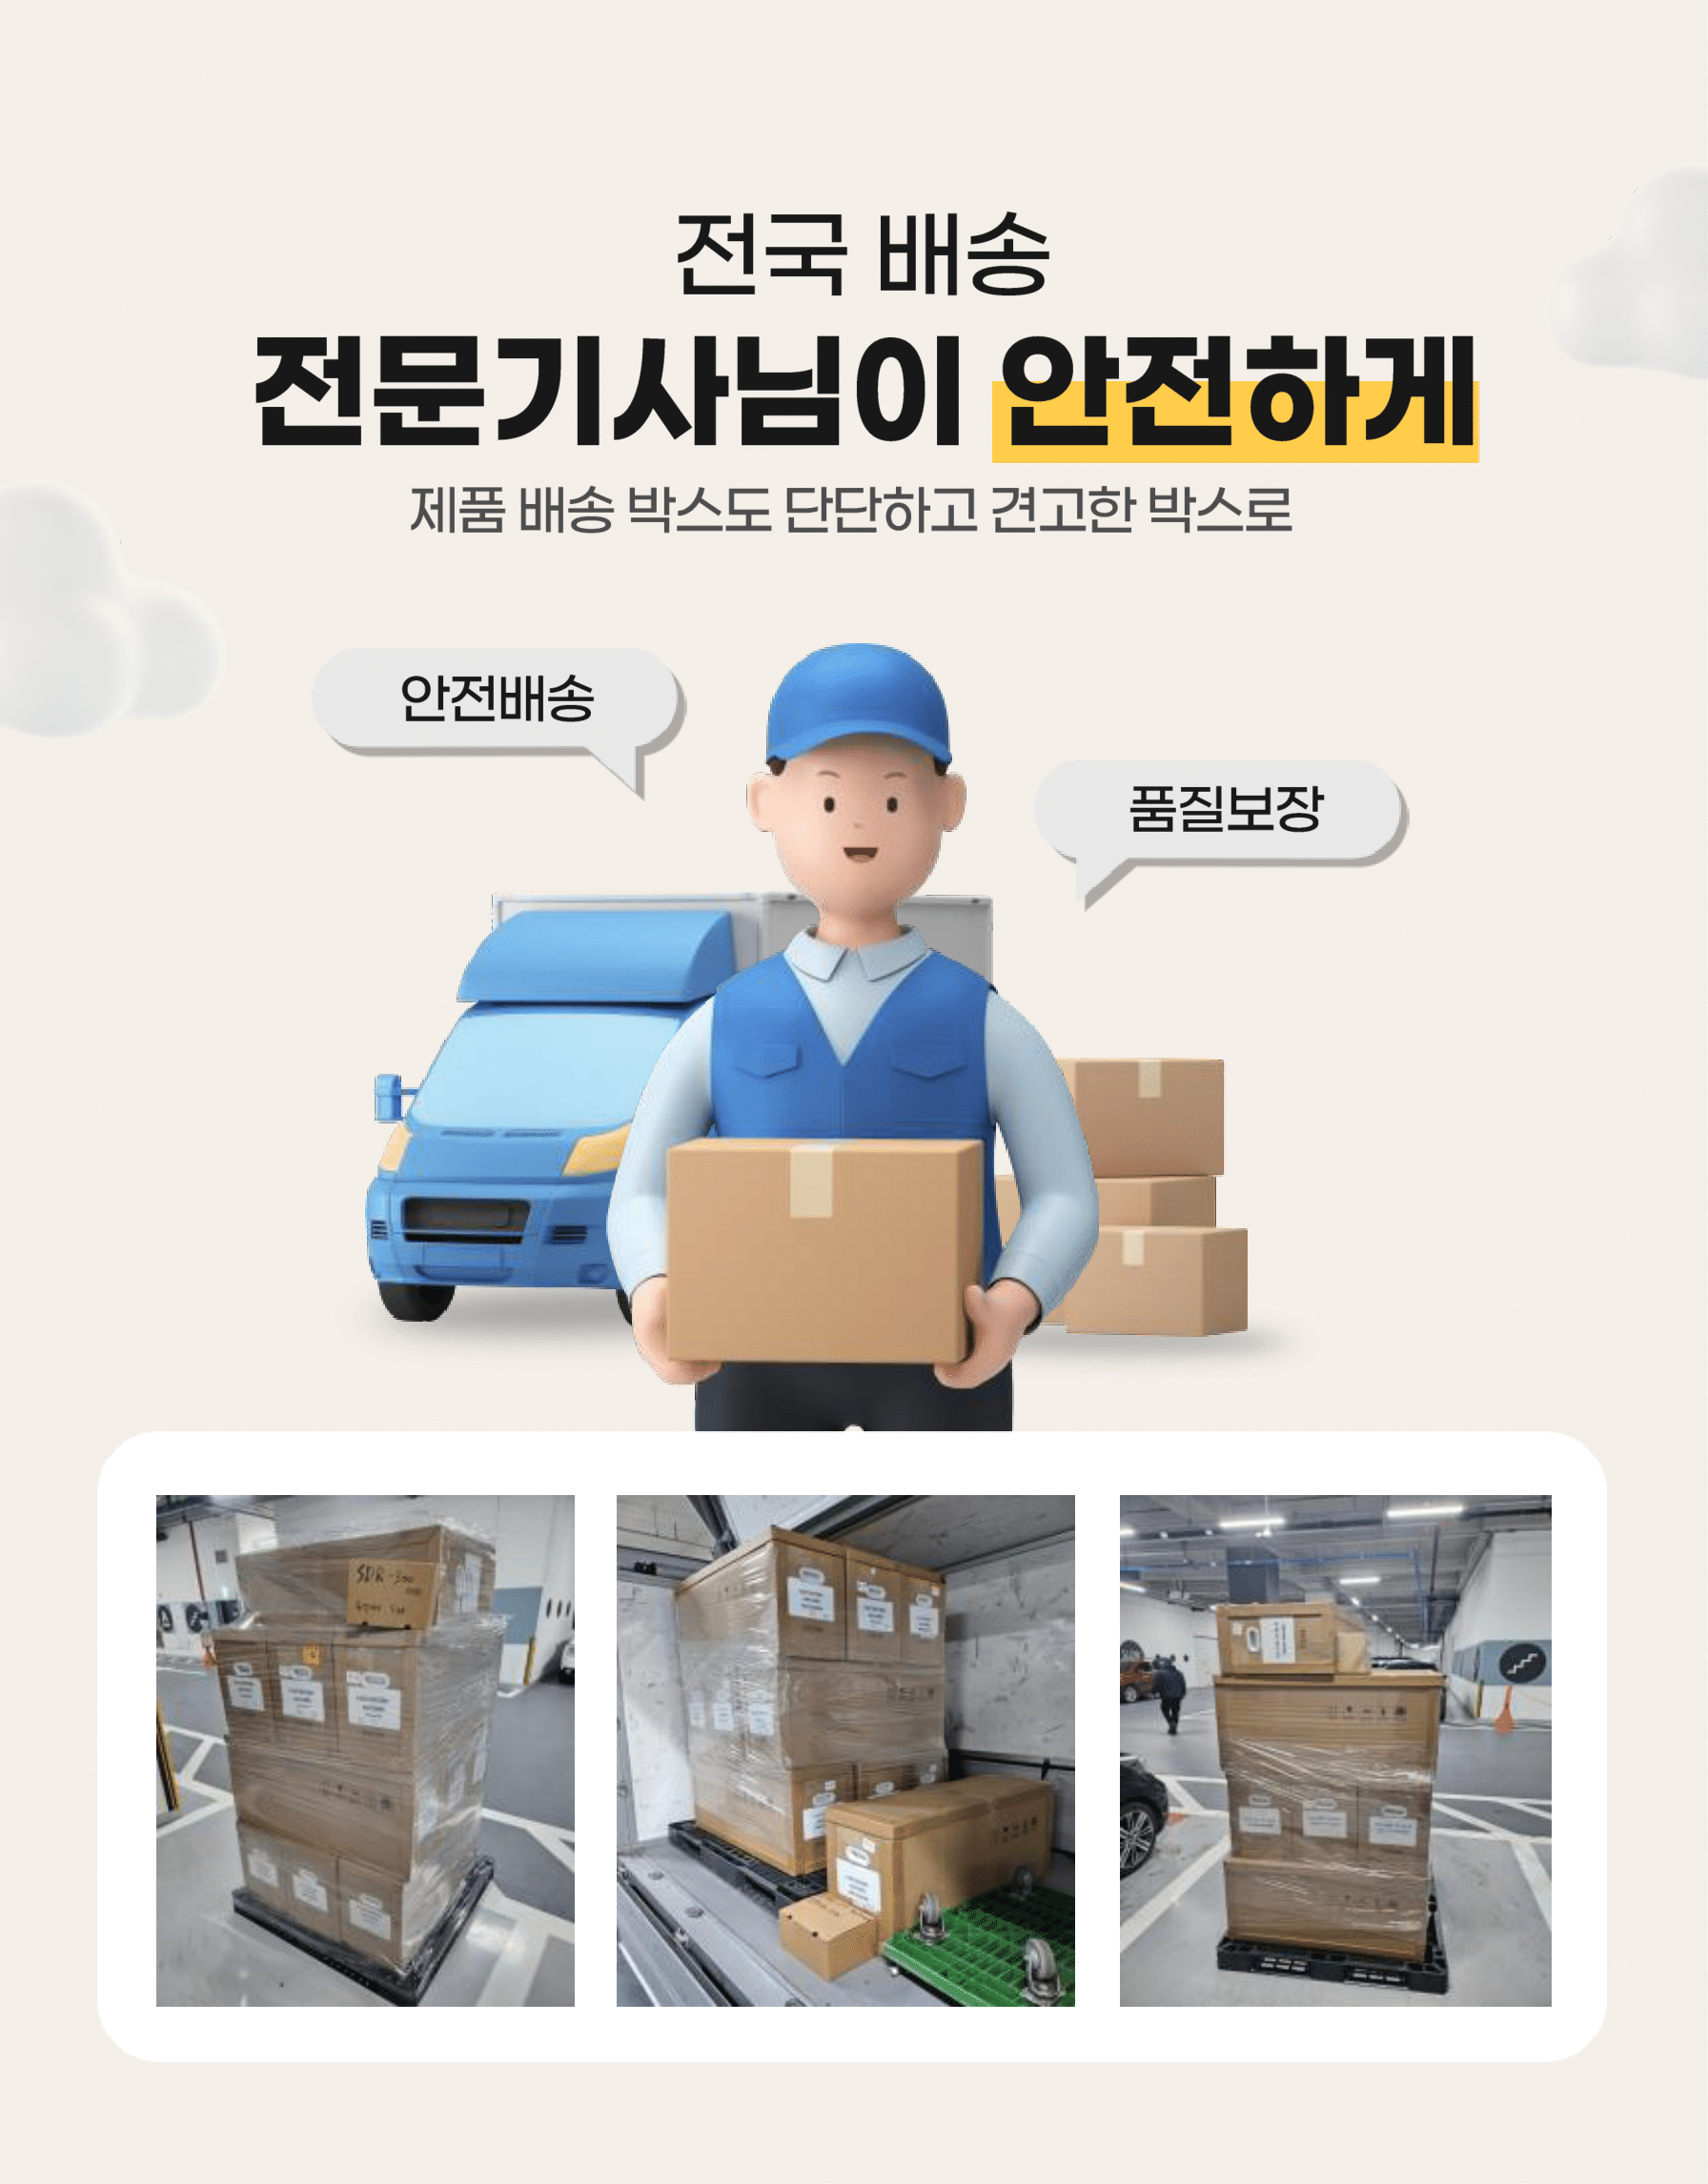 전국 배송
전문기사님이 안전하게
제품 배송 박스도 단단하고 견고한 박스로
안전배송
품질보장
SDR-300